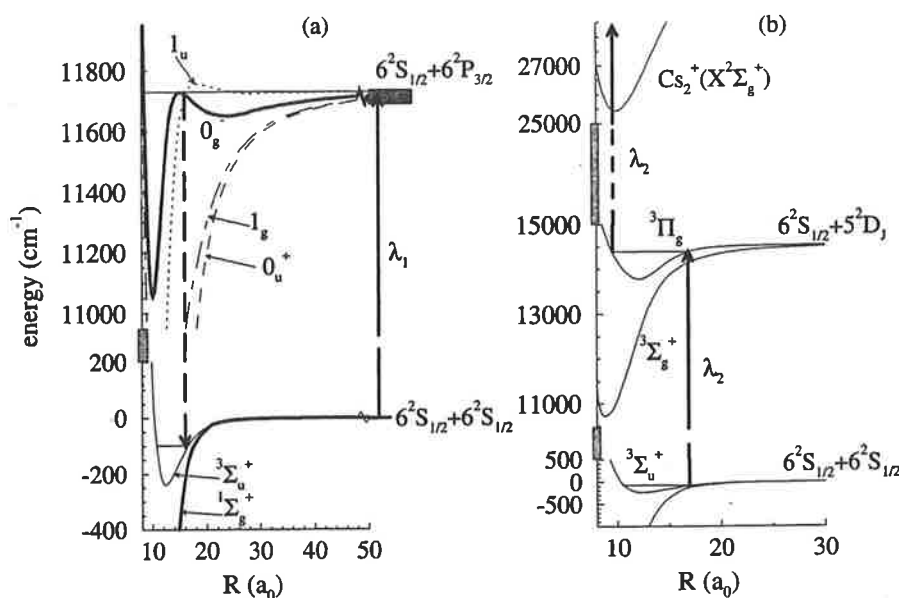 (a)
1u
6²S1/2+6²P3/2
11800
11600
11400
11200
11000
200
0
-200
-400
energy (cm⁻¹)
0g⁻
1g
0u⁺
λ1
6²S1/2+6²S1/2
³Σu⁺
¹Σg⁺
10 20 30 40 50
R (a0)
(b)
27000
25000
15000
13000
11000
500
0
-500
Cs2⁺(X²Σg⁺)
λ2
³Πg
6²S1/2+5²DJ
³Σg⁺
λ2
³Σu⁺
6²S1/2+6²S1/2
10 20 30
R (a0)